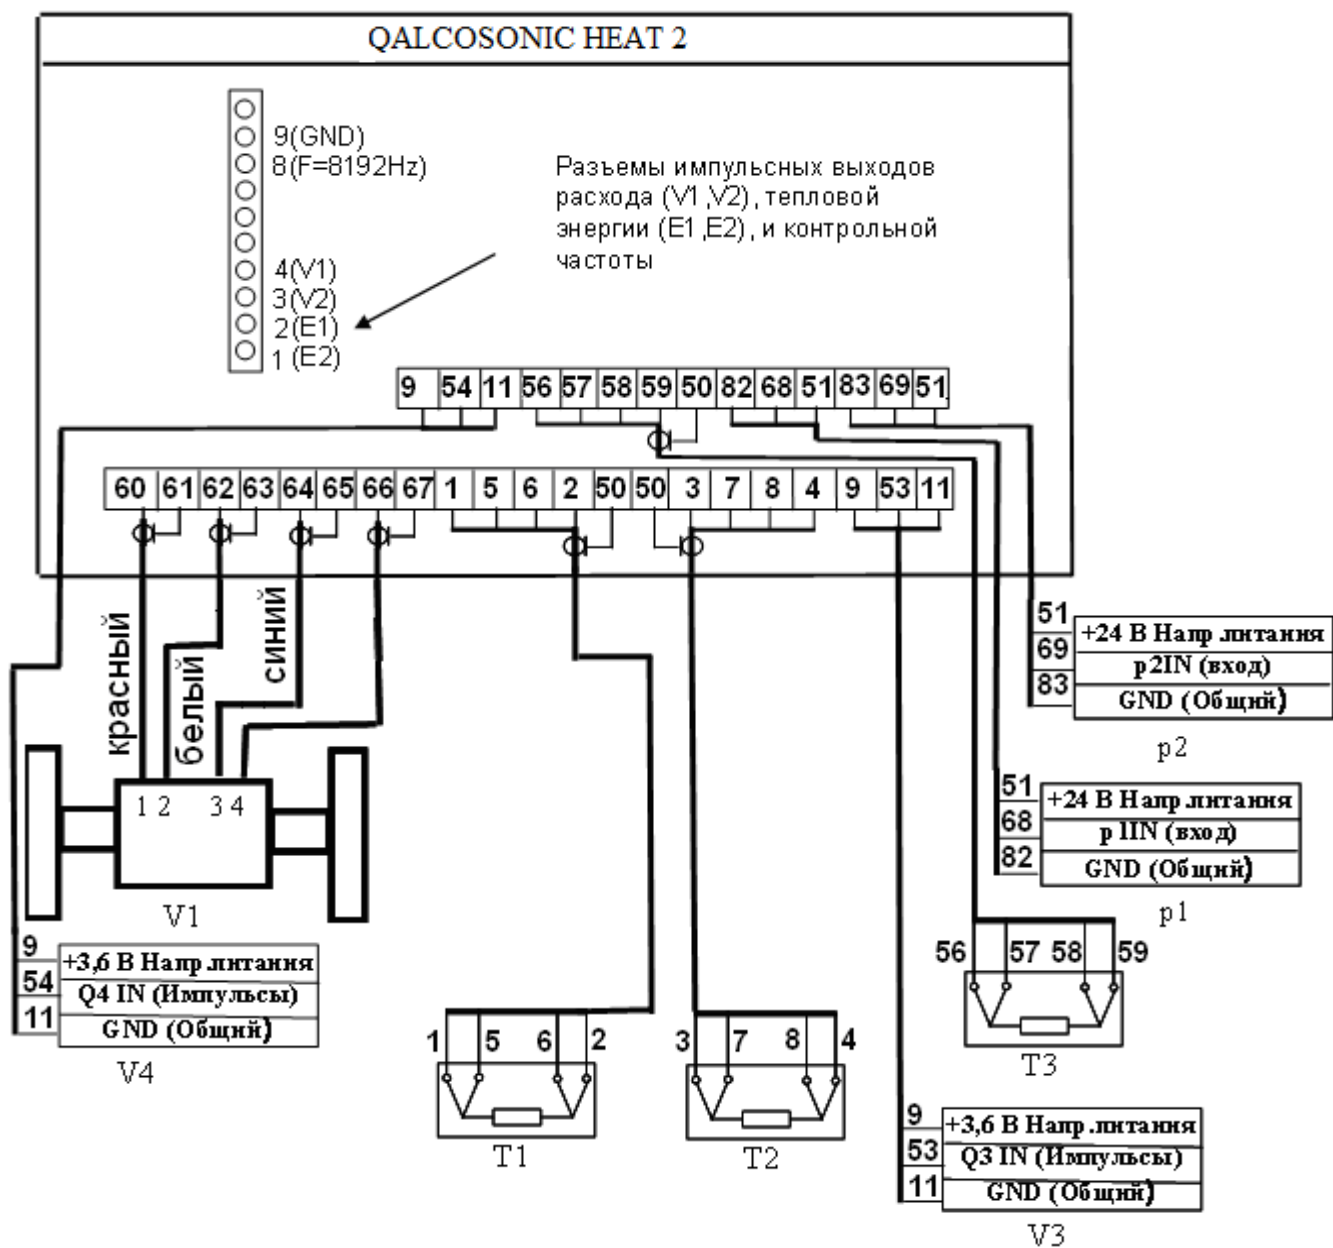 QALCOSONIC HEAT 2
9(GND)
8(F=8192Hz)
4(V1)
3(V2)
2(E1)
1(E2)
Разъемы импульсных выходов
расхода (V1,V2), тепловой
энергии (E1,E2), и контрольной
частоты
9 54 11 56 57 58 59 50 82 68 51 83 69 51
60 61 62 63 64 65 66 67 1 5 6 2 50 50 3 7 8 4 9 53 11
красный
белый
синий
1 2 3 4
V1
9 +3,6 В Напр.питания
54 Q4 IN (Импульсы)
11 GND (Общий)
V4
1 5 6 2
T1
3 7 8 4
T2
51 +24 В Напр.питания
69 p2IN (вход)
83 GND (Общий)
p2
51 +24 В Напр.питания
68 p1IN (вход)
82 GND (Общий)
p1
56 57 58 59
T3
9 +3,6 В Напр.питания
53 Q3 IN (Импульсы)
11 GND (Общий)
V3